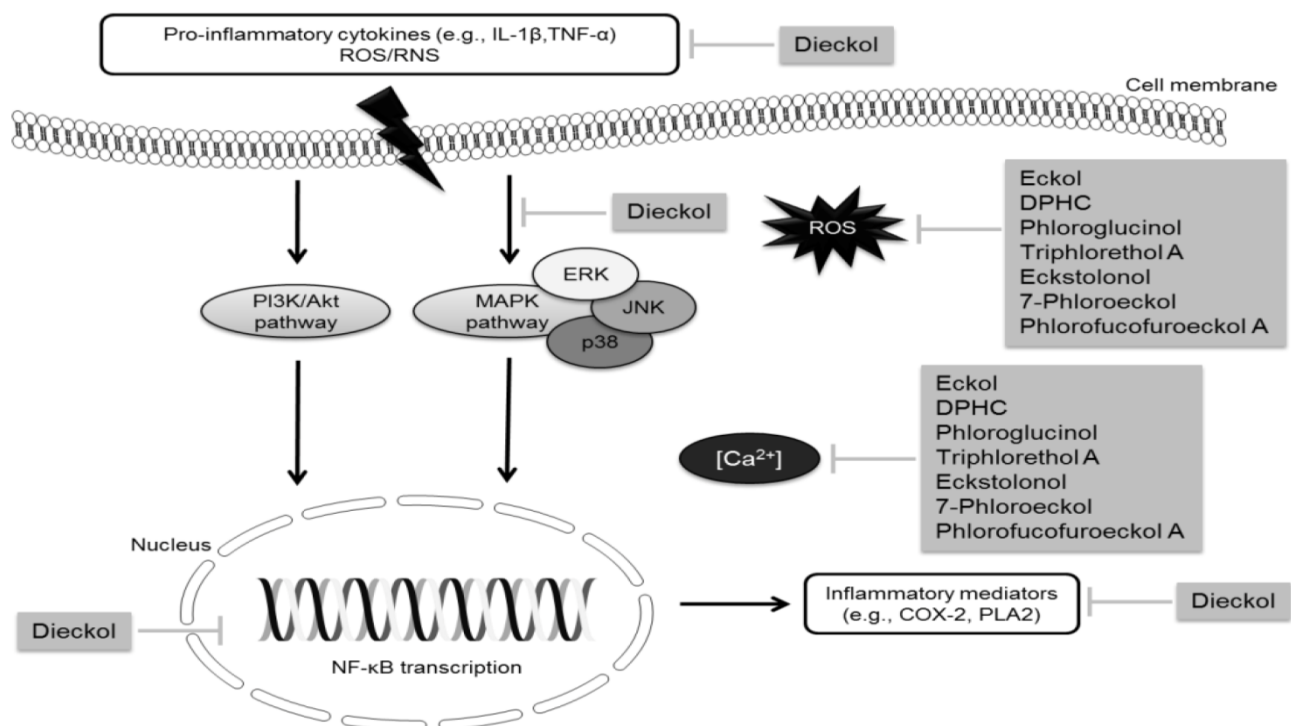 Pro-inflammatory cytokines (e.g., IL-1β,TNF-α)
ROS/RNS
Dieckol
Cell membrane
Dieckol
ROS
Eckol
DPHC
Phloroglucinol
Triphlorethol A
Eckstolonol
7-Phloroeckol
Phlorofucofuroeckol A
PI3K/Akt
pathway
MAPK
pathway
ERK
JNK
p38
[Ca²⁺]
Eckol
DPHC
Phloroglucinol
Triphlorethol A
Eckstolonol
7-Phloroeckol
Phlorofucofuroeckol A
Nucleus
Dieckol
NF-κB transcription
Inflammatory mediators
(e.g., COX-2, PLA2)
Dieckol